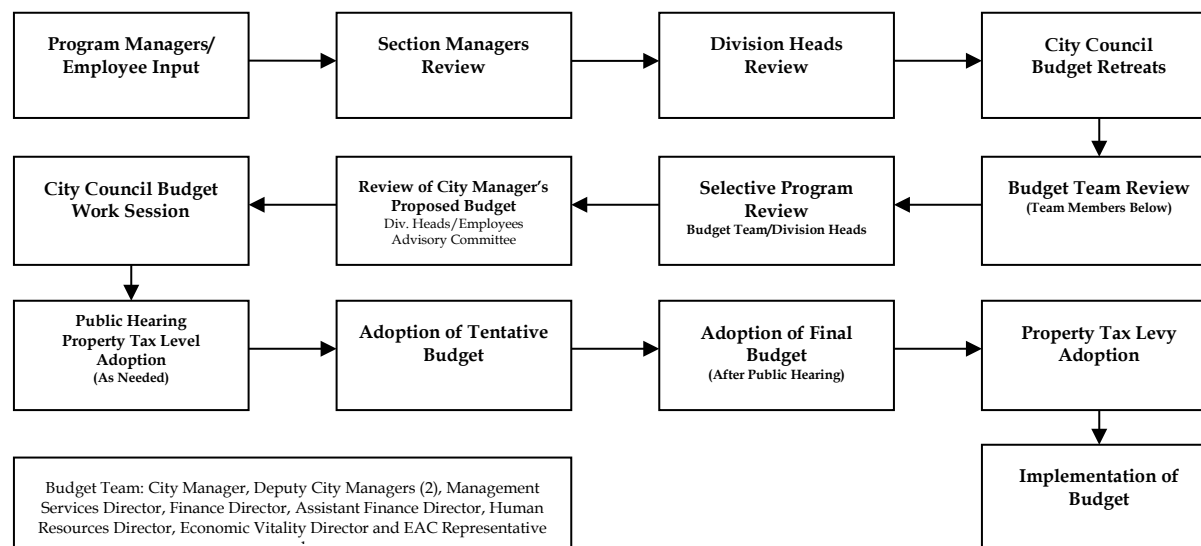 Program Managers/
Employee Input
Section Managers
Review
Division Heads
Review
City Council
Budget Retreats
Budget Team Review
(Team Members Below)
Selective Program
Review
Budget Team/Division Heads
Review of City Manager’s
Proposed Budget
Div. Heads/Employees
Advisory Committee
City Council Budget
Work Session
Public Hearing
Property Tax Level
Adoption
(As Needed)
Adoption of Tentative
Budget
Adoption of Final
Budget
(After Public Hearing)
Property Tax Levy
Adoption
Implementation of
Budget
Budget Team: City Manager, Deputy City Managers (2), Management
Services Director, Finance Director, Assistant Finance Director, Human
Resources Director, Economic Vitality Director and EAC Representative